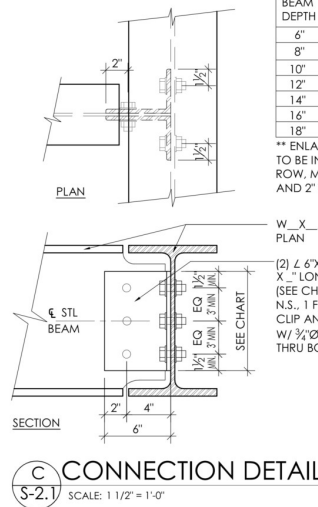 BEAM
DEPTH
6"
8"
10"
12"
14"
16"
18"
** ENLA
TO BE IN
ROW, M
AND 2"
2"
1½"
1½"
PLAN
W__X__
PLAN
(2) ∠ 6"X
X _" LON
(SEE CH
N.S., 1 F
CLIP AN
W/ ¾"Ø
THRU BO
℄ STL
BEAM
1½" EQ EQ 1½"
MIN. 3" MIN 3" MIN MIN.
SEE CHART
2" 4"
6"
SECTION
C
S-2.1
CONNECTION DETAIL
SCALE: 1 1/2" = 1'-0"